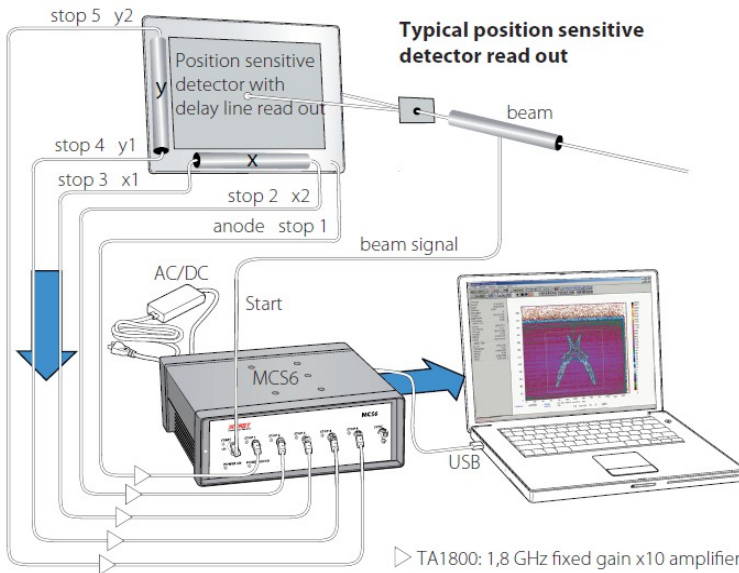 stop 5 y2
Typical position sensitive
detector read out
Position sensitive
detector with
delay line read out
y
x
beam
stop 4 y1
stop 3 x1
stop 2 x2
anode stop 1
beam signal
AC/DC
Start
MCS6
MCS6
STOP 1
USB
TA1800: 1,8 GHz fixed gain x10 amplifier